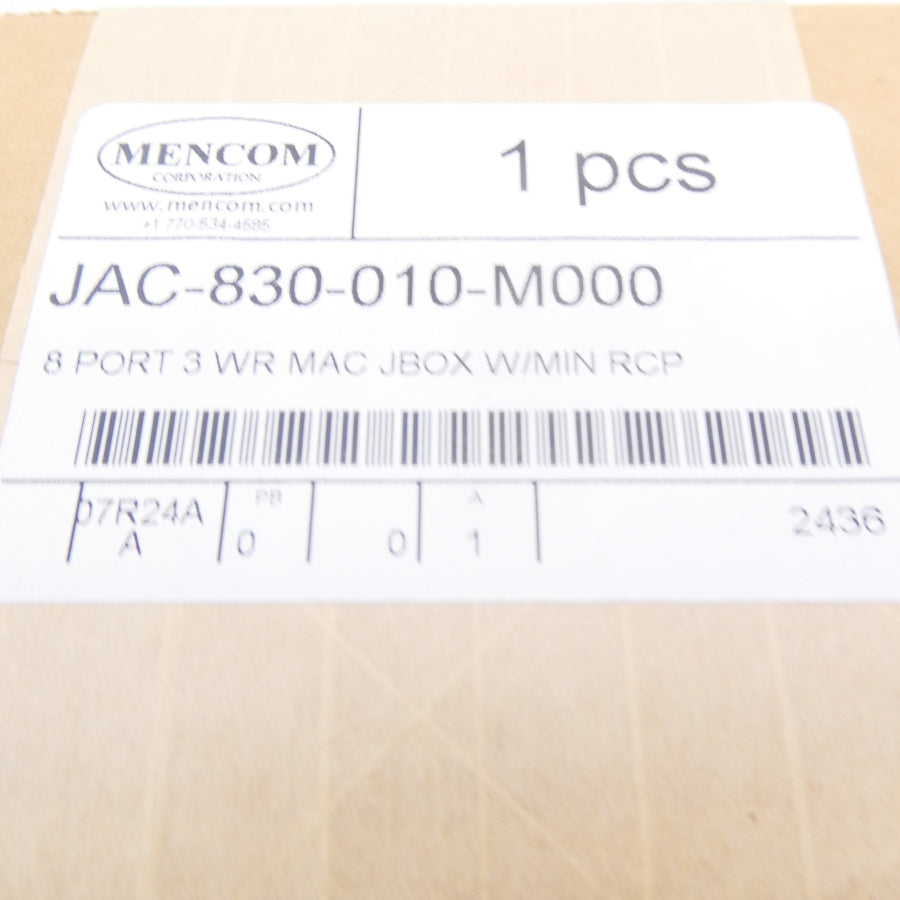 MENCOM
CORPORATION
www.mencom.com
+1 770-534-4585
1 pcs
JAC-830-010-M000
8 PORT 3 WR MAC JBOX W/MIN RCP
07R24A PB A 2436
A 0 0 1